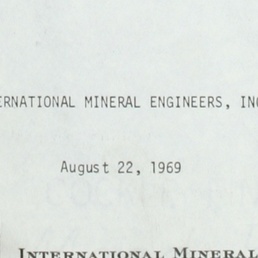 ERNATIONAL MINERAL ENGINEERS, INC
August 22, 1969
INTERNATIONAL MINERAL